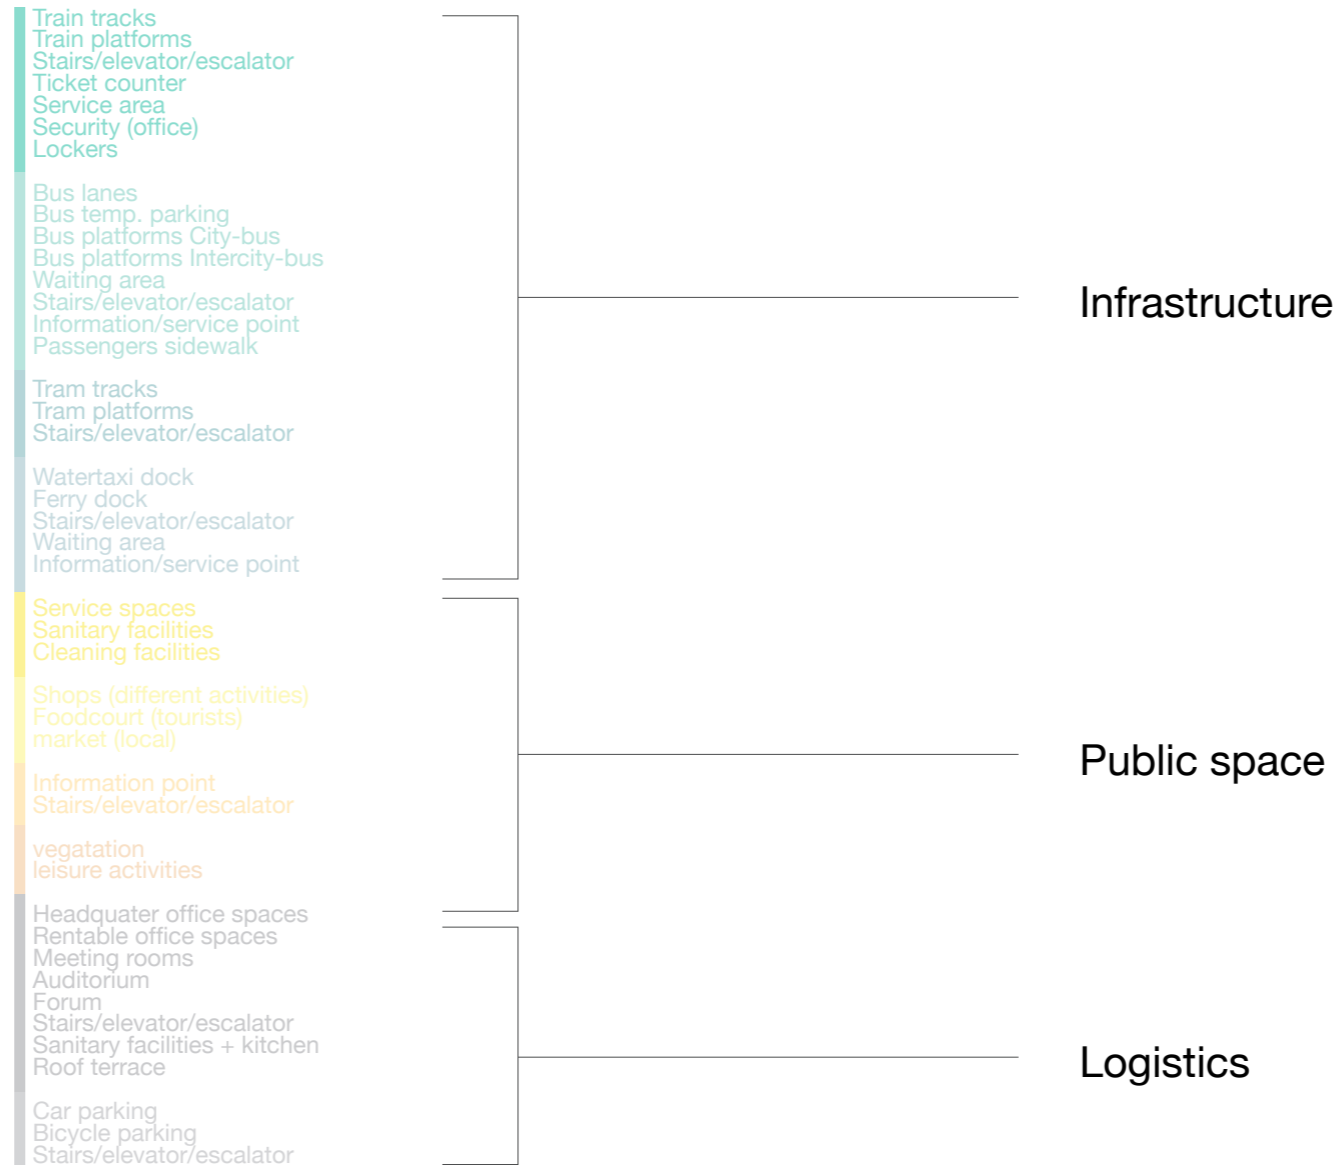 Train tracks
Train platforms
Stairs/elevator/escalator
Ticket counter
Service area
Security (office)
Lockers
Bus lanes
Bus temp. parking
Bus platforms City-bus
Bus platforms Intercity-bus
Waiting area
Stairs/elevator/escalator
Information/service point
Passengers sidewalk
Tram tracks
Tram platforms
Stairs/elevator/escalator
Watertaxi dock
Ferry dock
Stairs/elevator/escalator
Waiting area
Information/service point
Infrastructure
Service spaces
Sanitary facilities
Cleaning facilities
Shops (different activities)
Foodcourt (tourists)
market (local)
Information point
Stairs/elevator/escalator
vegatation
leisure activities
Public space
Headquater office spaces
Rentable office spaces
Meeting rooms
Auditorium
Forum
Stairs/elevator/escalator
Sanitary facilities + kitchen
Roof terrace
Car parking
Bicycle parking
Stairs/elevator/escalator
Logistics